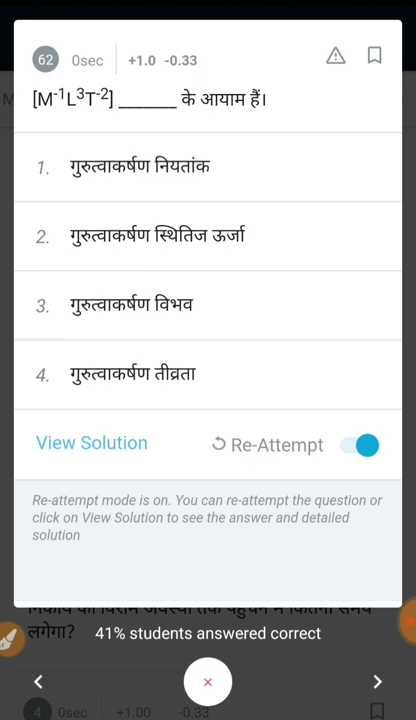 62 0sec +1.0 -0.33
[M⁻¹L³T⁻²] ______ के आयाम हैं।
1. गुरुत्वाकर्षण नियतांक
2. गुरुत्वाकर्षण स्थितिज ऊर्जा
3. गुरुत्वाकर्षण विभव
4. गुरुत्वाकर्षण तीव्रता
View Solution Re-Attempt
Re-attempt mode is on. You can re-attempt the question or
click on View Solution to see the answer and detailed
solution
लगेगा? 41% students answered correct
4 0sec +1.00 -0.33